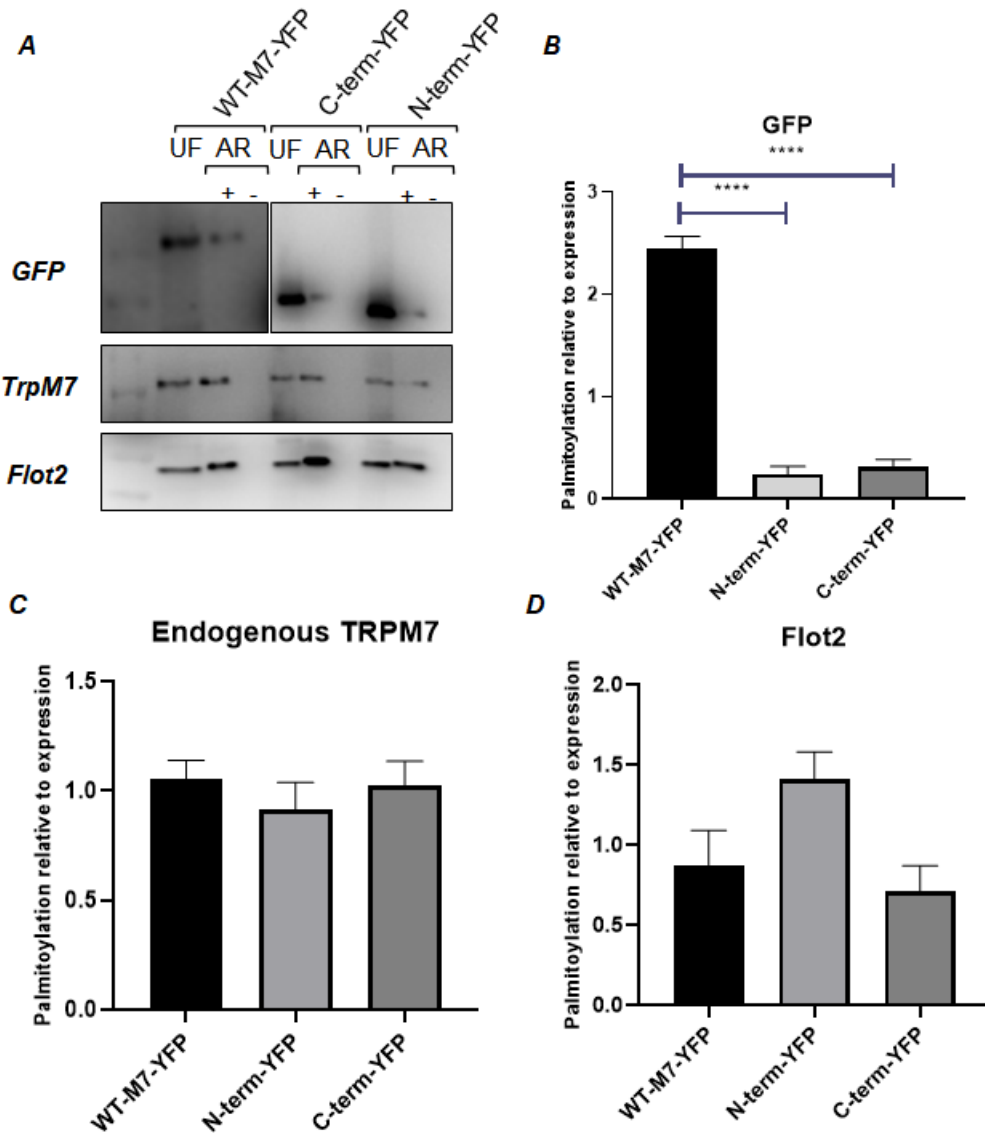 A
WT-M7-YFP
C-term-YFP
N-term-YFP
UF AR UF AR UF AR
+ - + - + -
GFP
TrpM7
Flot2
B
GFP
****
****
Palmitoylation relative to expression
3
2
1
0
WT-M7-YFP
N-term-YFP
C-term-YFP
C
Endogenous TRPM7
Palmitoylation relative to expression
1.5
1.0
0.5
0.0
WT-M7-YFP
N-term-YFP
C-term-YFP
D
Flot2
Palmitoylation relative to expression
2.0
1.5
1.0
0.5
0.0
WT-M7-YFP
N-term-YFP
C-term-YFP